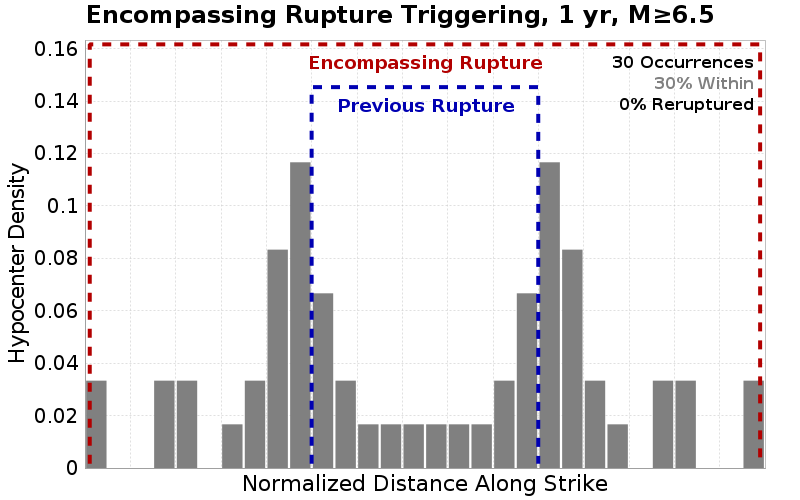 Encompassing Rupture Triggering, 1 yr, M≥6.5
Hypocenter Density
0.16
0.14
0.12
0.1
0.08
0.06
0.04
0.02
0
Encompassing Rupture
Previous Rupture
30 Occurrences
30% Within
0% Reruptured
Normalized Distance Along Strike